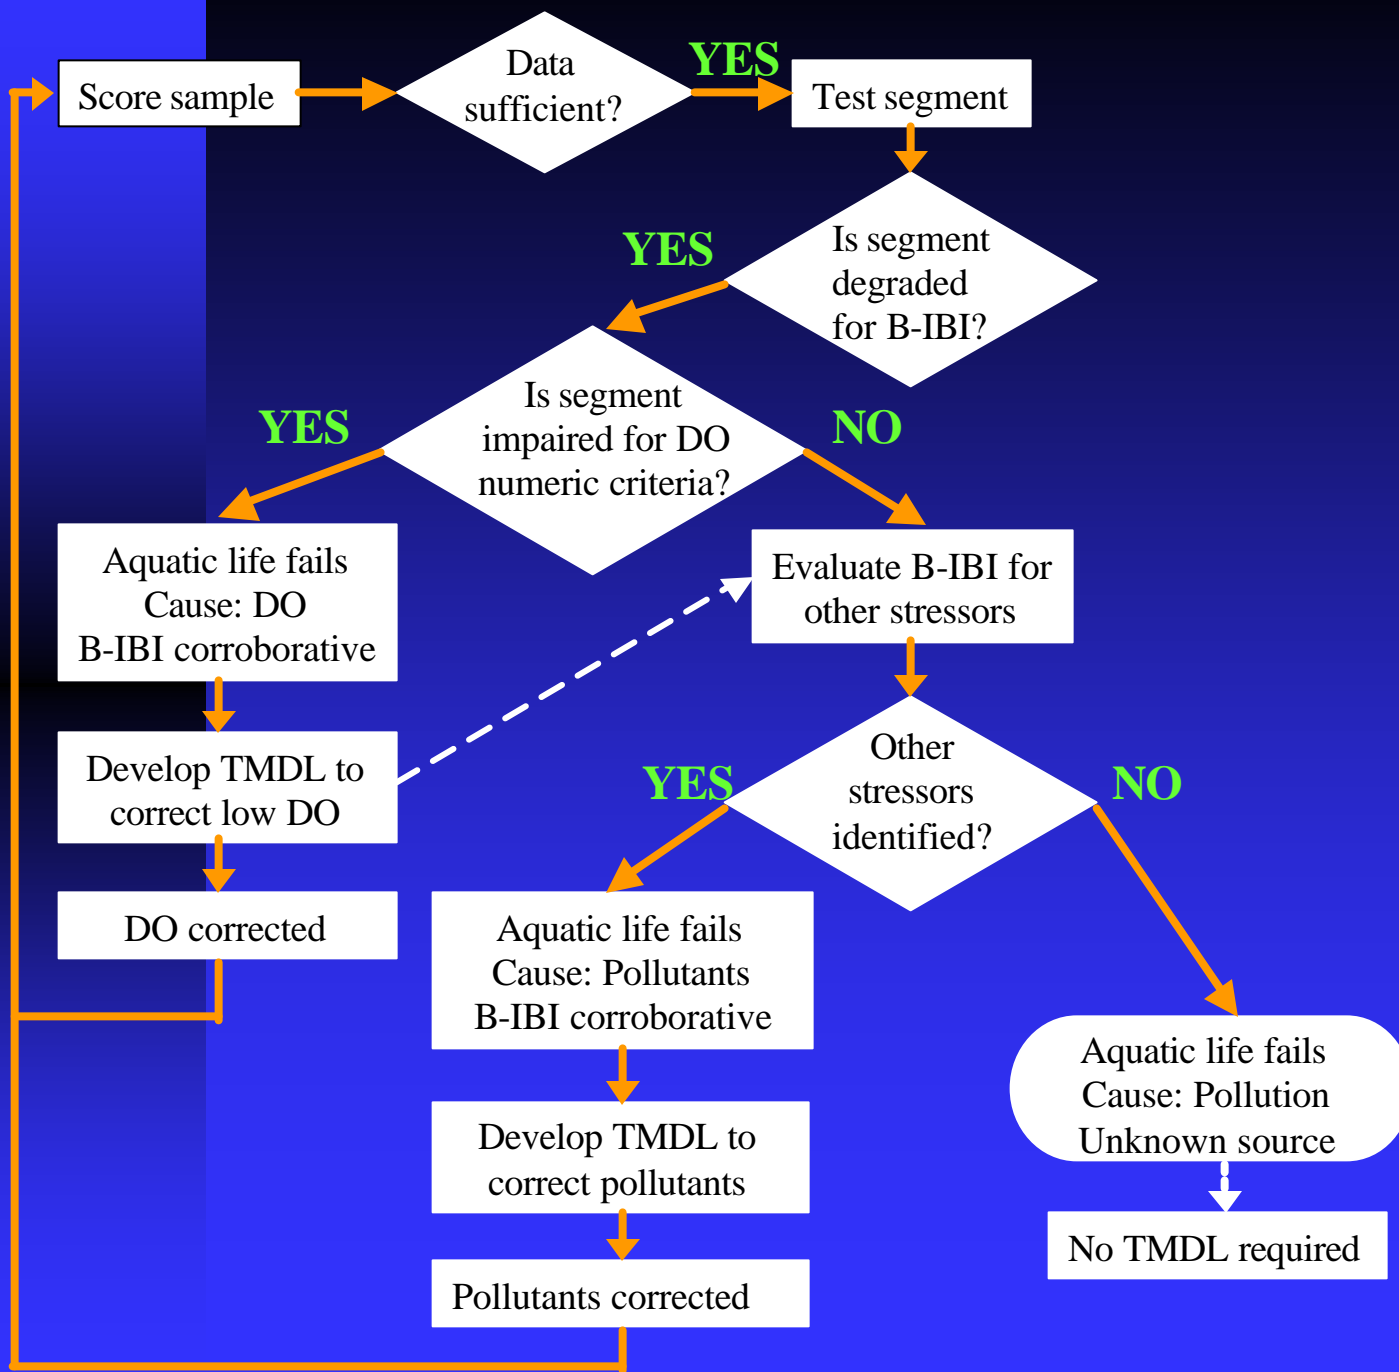 Score sample
Data
sufficient?
YES
Test segment
Is segment
degraded
for B-IBI?
YES
Is segment
impaired for DO
numeric criteria?
YES
NO
Aquatic life fails
Cause: DO
B-IBI corroborative
Evaluate B-IBI for
other stressors
Develop TMDL to
correct low DO
Other
stressors
identified?
YES
NO
DO corrected
Aquatic life fails
Cause: Pollutants
B-IBI corroborative
Aquatic life fails
Cause: Pollution
Unknown source
Develop TMDL to
correct pollutants
No TMDL required
Pollutants corrected